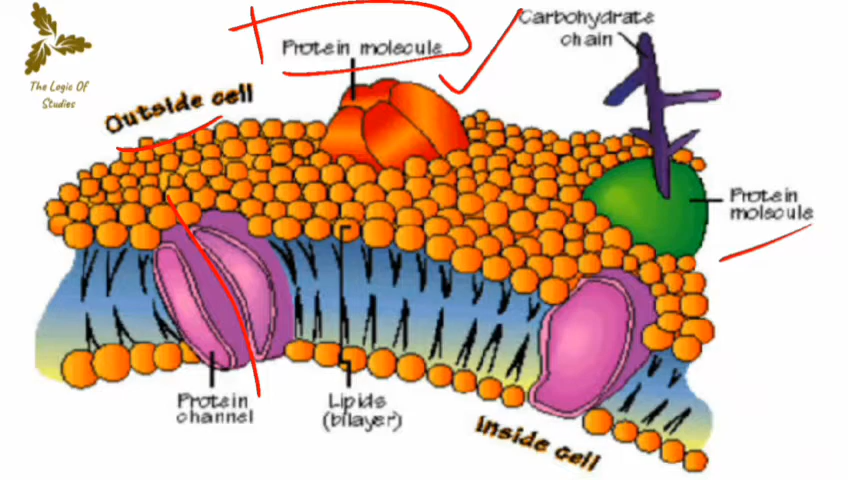 The Logic Of
Studies
Protein molecule
Carbohydrate
chain
Outside cell
Protein
molecule
Protein
channel
Lipids
(bilayer)
Inside cell